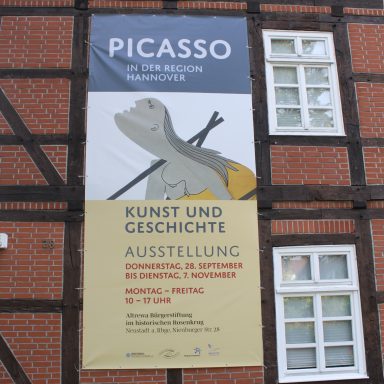 PICASSO
IN DER REGION
HANNOVER
KUNST UND
GESCHICHTE
AUSSTELLUNG
DONNERSTAG, 28. SEPTEMBER
BIS DIENSTAG, 7. NOVEMBER
MONTAG – FREITAG
10 – 17 UHR
Altrewa Bürgerstiftung
im historischen Rosenkrug
Neustadt a. Rbge. Nienburger Str. 28